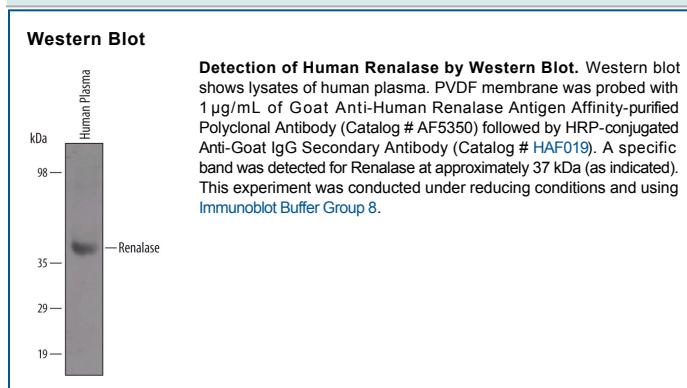 Western Blot
Human Plasma
kDa
98
Renalase
35
29
19
Detection of Human Renalase by Western Blot. Western blot
shows lysates of human plasma. PVDF membrane was probed with
1 µg/mL of Goat Anti-Human Renalase Antigen Affinity-purified
Polyclonal Antibody (Catalog # AF5350) followed by HRP-conjugated
Anti-Goat IgG Secondary Antibody (Catalog # HAF019). A specific
band was detected for Renalase at approximately 37 kDa (as indicated).
This experiment was conducted under reducing conditions and using
Immunoblot Buffer Group 8.